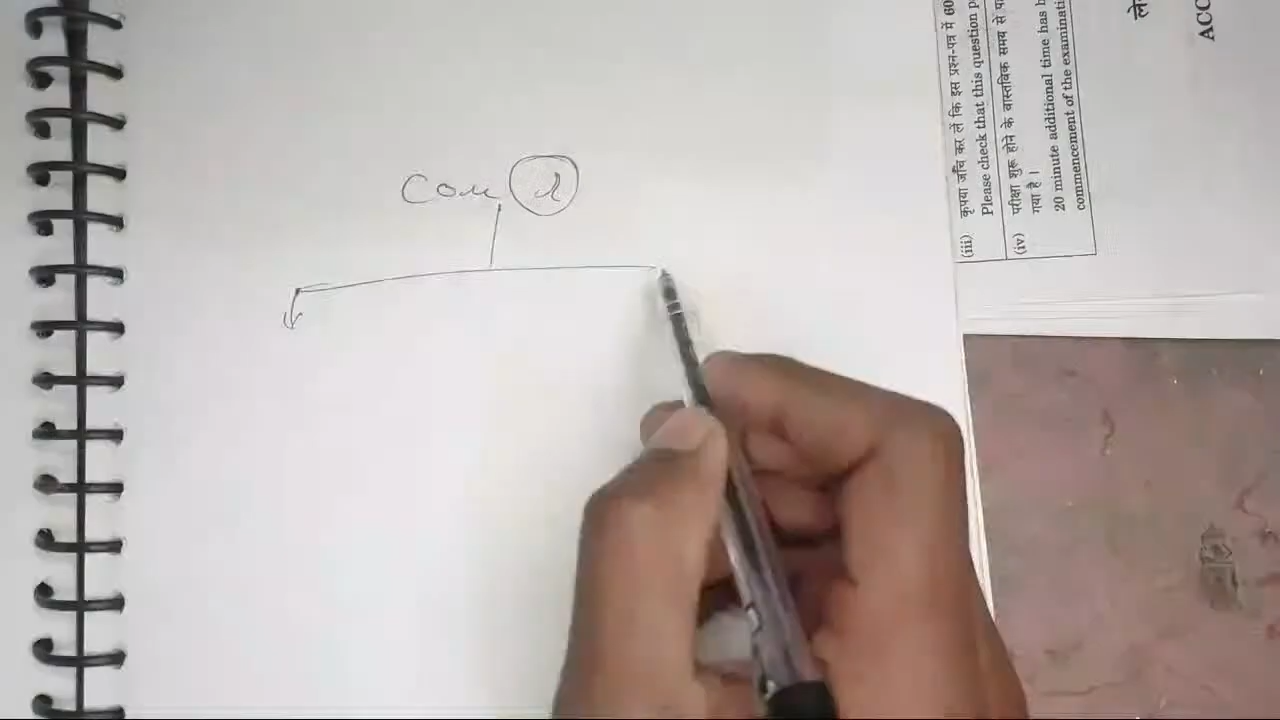 (iii) कृपया जाँच कर लें कि इस प्रश्न-पत्र में 60
Please check that this question p
(iv) परीक्षा शुरू होने के वास्तविक समय से
गया है ।
20 minute additional time has b
commencement of the examinati
ले
ACC
Com